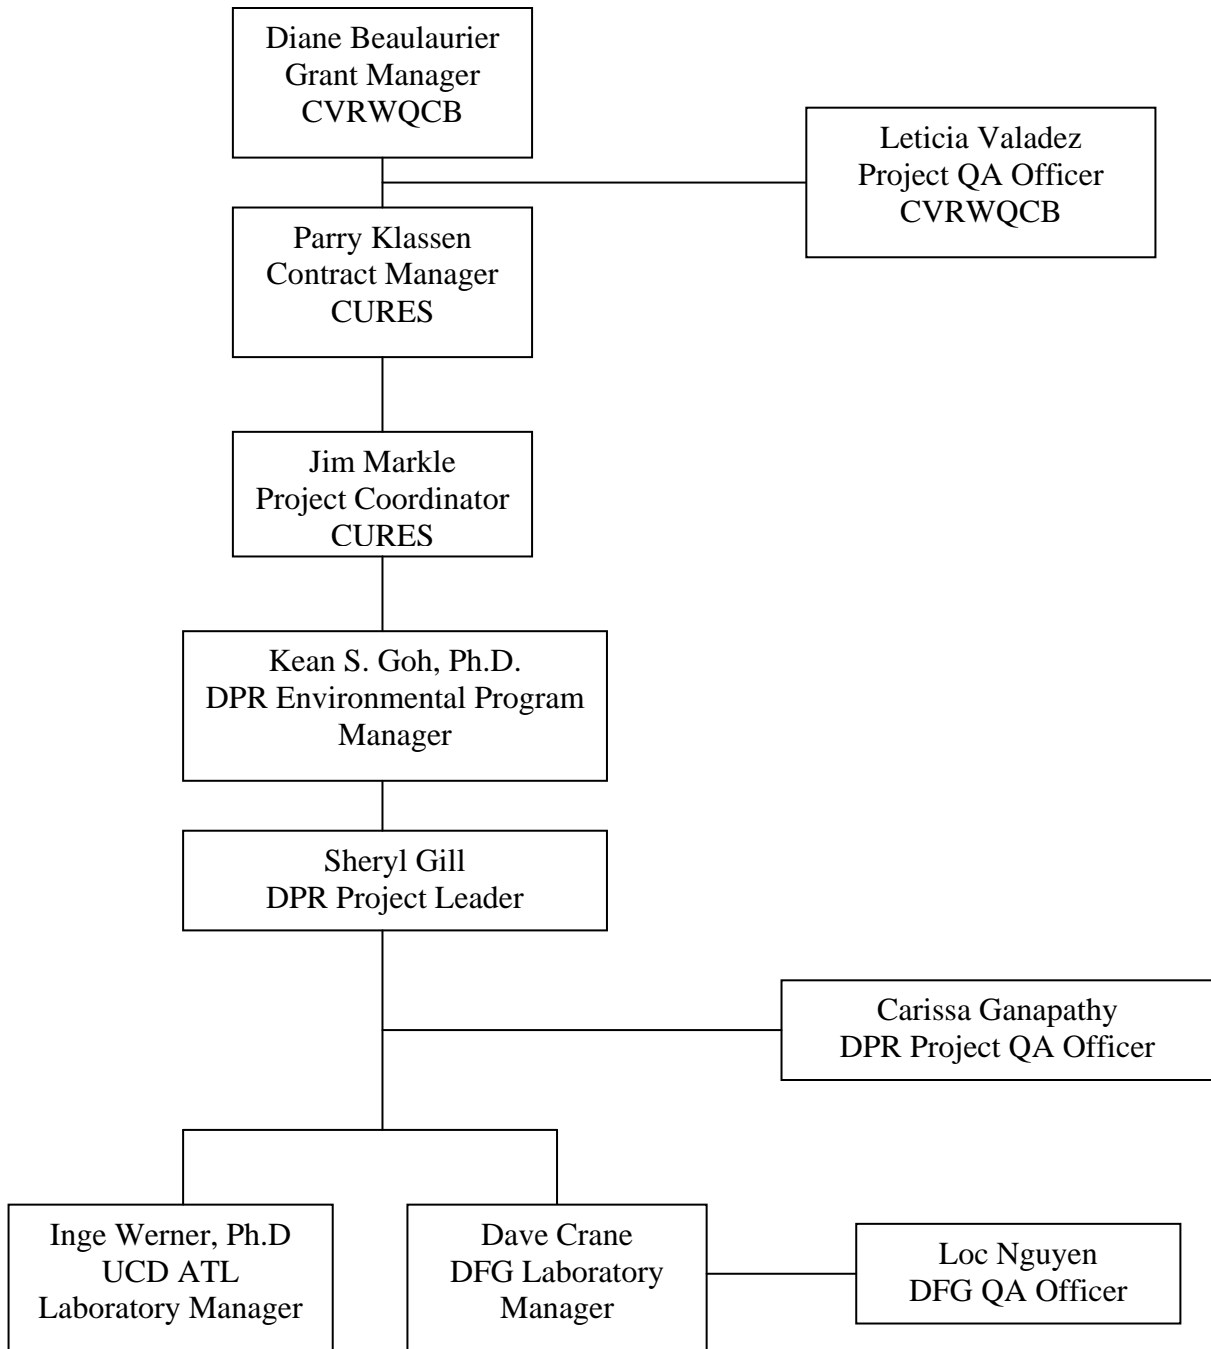 Diane Beaulaurier
Grant Manager
CVRWQCB
Leticia Valadez
Project QA Officer
CVRWQCB
Parry Klassen
Contract Manager
CURES
Jim Markle
Project Coordinator
CURES
Kean S. Goh, Ph.D.
DPR Environmental Program
Manager
Sheryl Gill
DPR Project Leader
Carissa Ganapathy
DPR Project QA Officer
Inge Werner, Ph.D
UCD ATL
Laboratory Manager
Dave Crane
DFG Laboratory
Manager
Loc Nguyen
DFG QA Officer